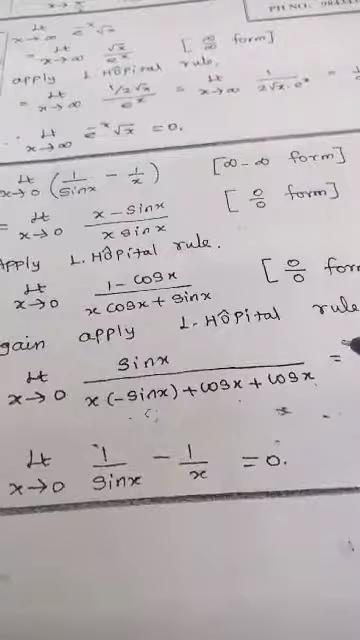 PH NO. 9843
Lt x→∞ e^-x √x
= Lt x→∞ √x / e^x [∞/∞ form]
apply L. Hôpital rule.
= Lt x→∞ (1/2√x) / e^x = Lt x→∞ 1 / (2√x·e^x) =
∴ Lt x→∞ e^-x √x = 0.
Lt x→0 (1/sinx - 1/x) [∞-∞ form]
= Lt x→0 (x - sinx) / (x sinx) [0/0 form]
Apply L. Hôpital rule.
Lt x→0 (1 - cosx) / (x cosx + sinx) [0/0 for
gain apply L. Hôpital rule
Lt x→0 sinx / (x(-sinx) + cosx + cosx) =
Lt x→0 1/sinx - 1/x = 0.